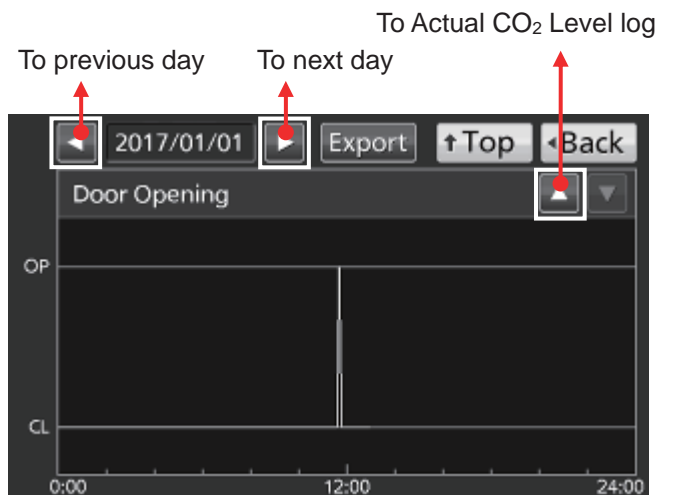 To Actual CO₂ Level log
To previous day To next day
◀ 2017/01/01 ▶ Export ↑Top ◂Back
Door Opening ▲ ▼
OP
CL
0:00 12:00 24:00